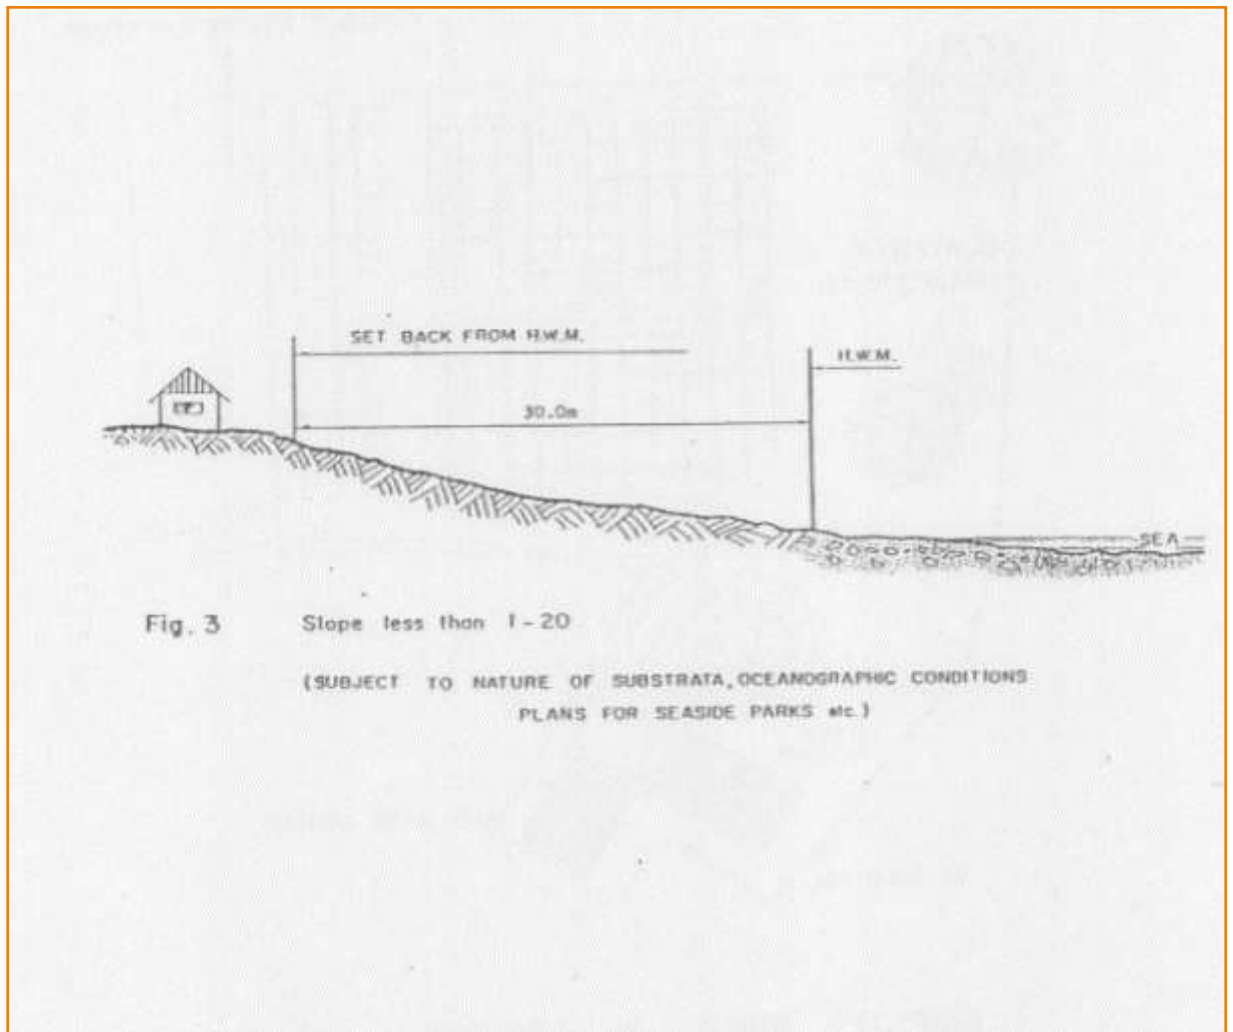 SET BACK FROM H.W.M.
H.W.M.
30.0m
SEA
Fig. 3 Slope less than 1-20
(SUBJECT TO NATURE OF SUBSTRATA, OCEANOGRAPHIC CONDITIONS
PLANS FOR SEASIDE PARKS etc.)